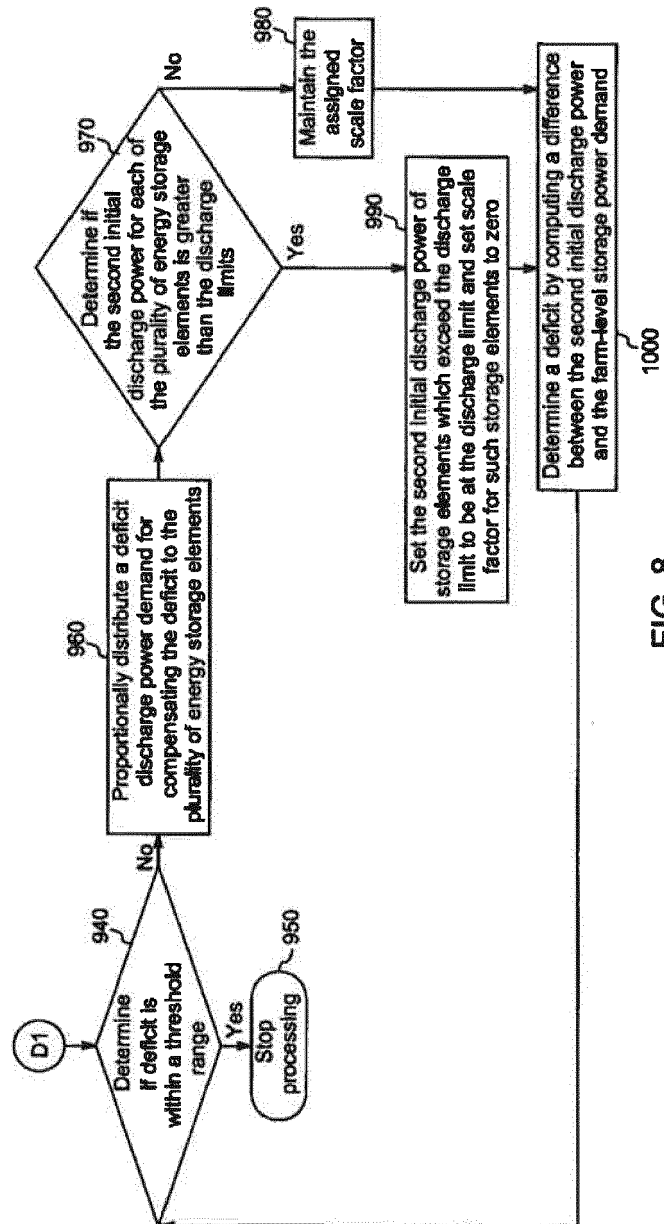 D1
940
Determine
if deficit is
within a threshold
range
No
Yes
950
Stop
processing
960
Proportionally distribute a deficit
discharge power demand for
compensating the deficit to the
plurality of energy storage elements
970
Determine if
the second initial
discharge power for each of
the plurality of energy storage
elements is greater
than the discharge
limits
No
Yes
980
Maintain the
assigned
scale factor
990
Set the second initial discharge power of
storage elements which exceed the discharge
limit to be at the discharge limit and set scale
factor for such storage elements to zero
Determine a deficit by computing a difference
between the second initial discharge power
and the farm-level storage power demand
1000
FIG. 8